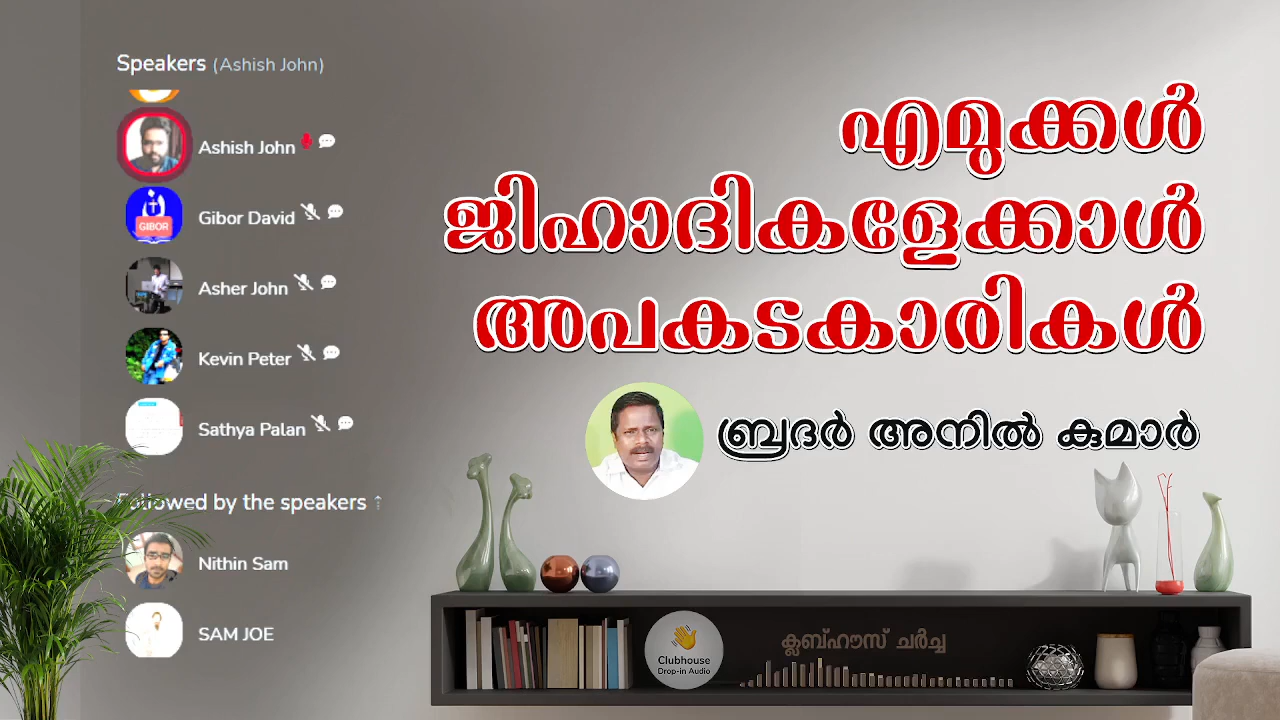 Speakers (Ashish John)
Ashish John
Gibor David
GIBOR
Asher John
Kevin Peter
Sathya Palan
Followed by the speakers
Nithin Sam
SAM JOE
എമുക്കൾ
ജിഹാദികളേക്കാൾ
അപകടകാരികൾ
ബ്രദർ അനിൽ കുമാർ
Clubhouse
Drop-in Audio
ക്ലബ്ഹൗസ് ചർച്ച